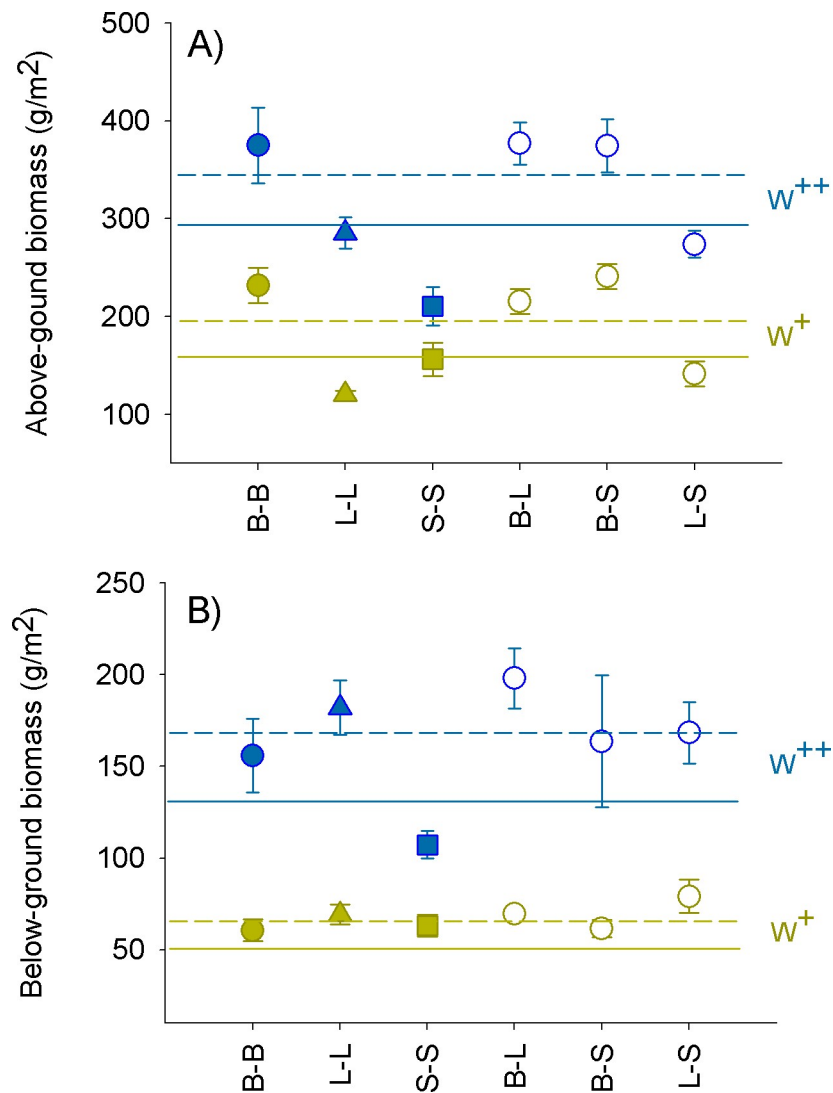 A)
Above-gound biomass (g/m²)
500
400
300
200
100
W++
W+
B-B
L-L
S-S
B-L
B-S
L-S
B)
Below-ground biomass (g/m²)
250
200
150
100
50
W++
W+
B-B
L-L
S-S
B-L
B-S
L-S